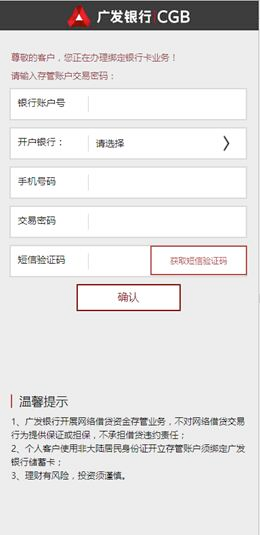 广发银行 | CGB
尊敬的客户，您正在办理绑定银行卡业务！
请输入存管账户交易密码：
银行账户号
开户银行： 请选择
手机号码
交易密码
短信验证码 获取短信验证码
确认
温馨提示
1、广发银行开展网络借贷资金存管业务，不对网络借贷交易
行为提供保证或担保，不承担借贷违约责任；
2、个人客户使用非大陆居民身份证开立存管账户须绑定广发
银行储蓄卡；
3、理财有风险，投资须谨慎。